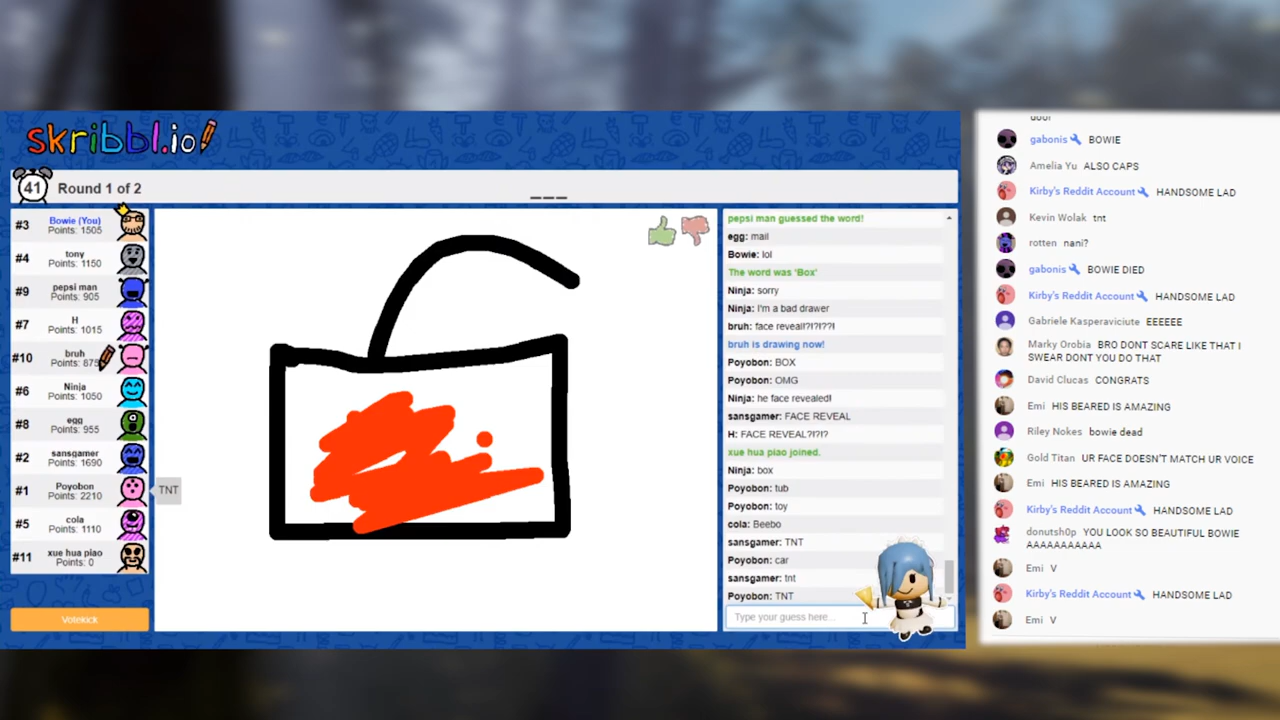 skribbl.io
41
Round 1 of 2
_ _ _
#3 Bowie (You)
Points: 1505
#4 tony
Points: 1150
#9 pepsi man
Points: 905
#7 H
Points: 1015
#10 bruh
Points: 875
#6 Ninja
Points: 1050
#8 egg
Points: 955
#2 sansgamer
Points: 1690
#1 Poyobon
Points: 2210
TNT
#5 cola
Points: 1110
#11 xue hua piao
Points: 0
Votekick
pepsi man guessed the word!
egg: mail
Bowie: lol
The word was 'Box'
Ninja: sorry
Ninja: I'm a bad drawer
bruh: face reveal!?!?!??!
bruh is drawing now!
Poyobon: BOX
Poyobon: OMG
Ninja: he face revealed!
sansgamer: FACE REVEAL
H: FACE REVEAL?!?!?
xue hua piao joined.
Ninja: box
Poyobon: tub
Poyobon: toy
cola: Beebo
sansgamer: TNT
Poyobon: car
sansgamer: tnt
Poyobon: TNT
Type your guess here...
door
gabonis BOWIE
Amelia Yu ALSO CAPS
Kirby's Reddit Account HANDSOME LAD
Kevin Wolak tnt
rotten nani?
gabonis BOWIE DIED
Kirby's Reddit Account HANDSOME LAD
Gabriele Kasperaviciute EEEEEE
Marky Orobia BRO DONT SCARE LIKE THAT I
SWEAR DONT YOU DO THAT
David Clucas CONGRATS
Emi HIS BEARED IS AMAZING
Riley Nokes bowie dead
Gold Titan UR FACE DOESN'T MATCH UR VOICE
Emi HIS BEARED IS AMAZING
Kirby's Reddit Account HANDSOME LAD
donutsh0p YOU LOOK SO BEAUTIFUL BOWIE
AAAAAAAAAAA
Emi V
Kirby's Reddit Account HANDSOME LAD
Emi V